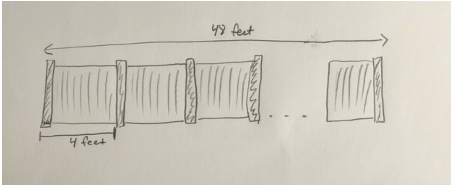 48 feet
. . . .
4 feet